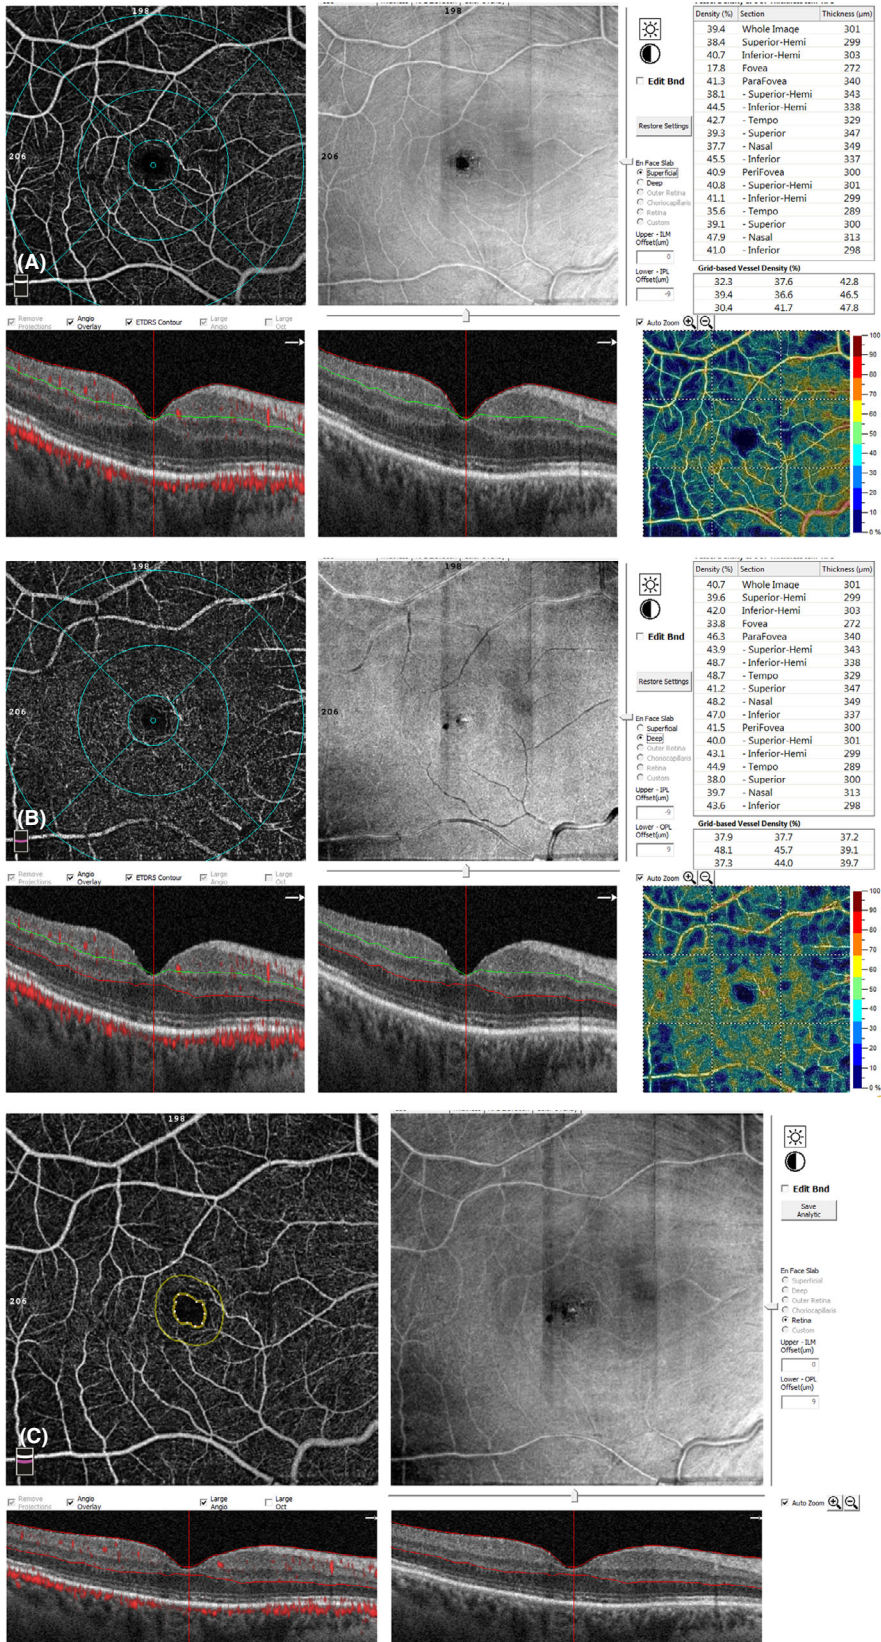 198
206
(A)
Edit Bnd
Restore Settings
En Face Slab
Superficial
Deep
Outer Retina
Choriocapillaris
Retina
Custom
Upper - ILM
Offset(um)
0
Lower - IPL
Offset(um)
-9
Density (%) Section Thickness (µm)
39.4 Whole Image 301
38.4 Superior-Hemi 299
40.7 Inferior-Hemi 303
17.8 Fovea 272
41.3 ParaFovea 340
38.1 - Superior-Hemi 343
44.5 - Inferior-Hemi 338
42.7 - Tempo 329
39.3 - Superior 347
37.7 - Nasal 349
45.5 - Inferior 337
40.9 PeriFovea 300
40.8 - Superior-Hemi 301
41.1 - Inferior-Hemi 299
35.6 - Tempo 289
39.1 - Superior 300
47.9 - Nasal 313
41.0 - Inferior 298
Grid-based Vessel Density (%)
32.3 37.6 42.8
39.4 36.6 46.5
30.4 41.7 47.8
Remove Projections
Angio Overlay
ETDRS Contour
Large Angio
Large Oct
Auto Zoom
100
90
80
70
60
50
40
30
20
10
0 %
198
206
(B)
198
206
Edit Bnd
Restore Settings
En Face Slab
Superficial
Deep
Outer Retina
Choriocapillaris
Retina
Custom
Upper - IPL
Offset(um)
-9
Lower - OPL
Offset(um)
9
Density (%) Section Thickness (µm)
40.7 Whole Image 301
39.6 Superior-Hemi 299
42.0 Inferior-Hemi 303
33.8 Fovea 272
46.3 ParaFovea 340
43.9 - Superior-Hemi 343
48.7 - Inferior-Hemi 338
48.7 - Tempo 329
41.2 - Superior 347
48.2 - Nasal 349
47.0 - Inferior 337
41.5 PeriFovea 300
40.0 - Superior-Hemi 301
43.1 - Inferior-Hemi 299
44.9 - Tempo 289
38.0 - Superior 300
39.7 - Nasal 313
43.6 - Inferior 298
Grid-based Vessel Density (%)
37.9 37.7 37.2
48.1 45.7 39.1
37.3 44.0 39.7
Remove Projections
Angio Overlay
ETDRS Contour
Large Angio
Large Oct
Auto Zoom
100
90
80
70
60
50
40
30
20
10
0 %
198
206
(C)
Edit Bnd
Save Analytic
En Face Slab
Superficial
Deep
Outer Retina
Choriocapillaris
Retina
Custom
Upper - ILM
Offset(um)
0
Lower - OPL
Offset(um)
9
Remove Projections
Angio Overlay
Large Angio
Large Oct
Auto Zoom